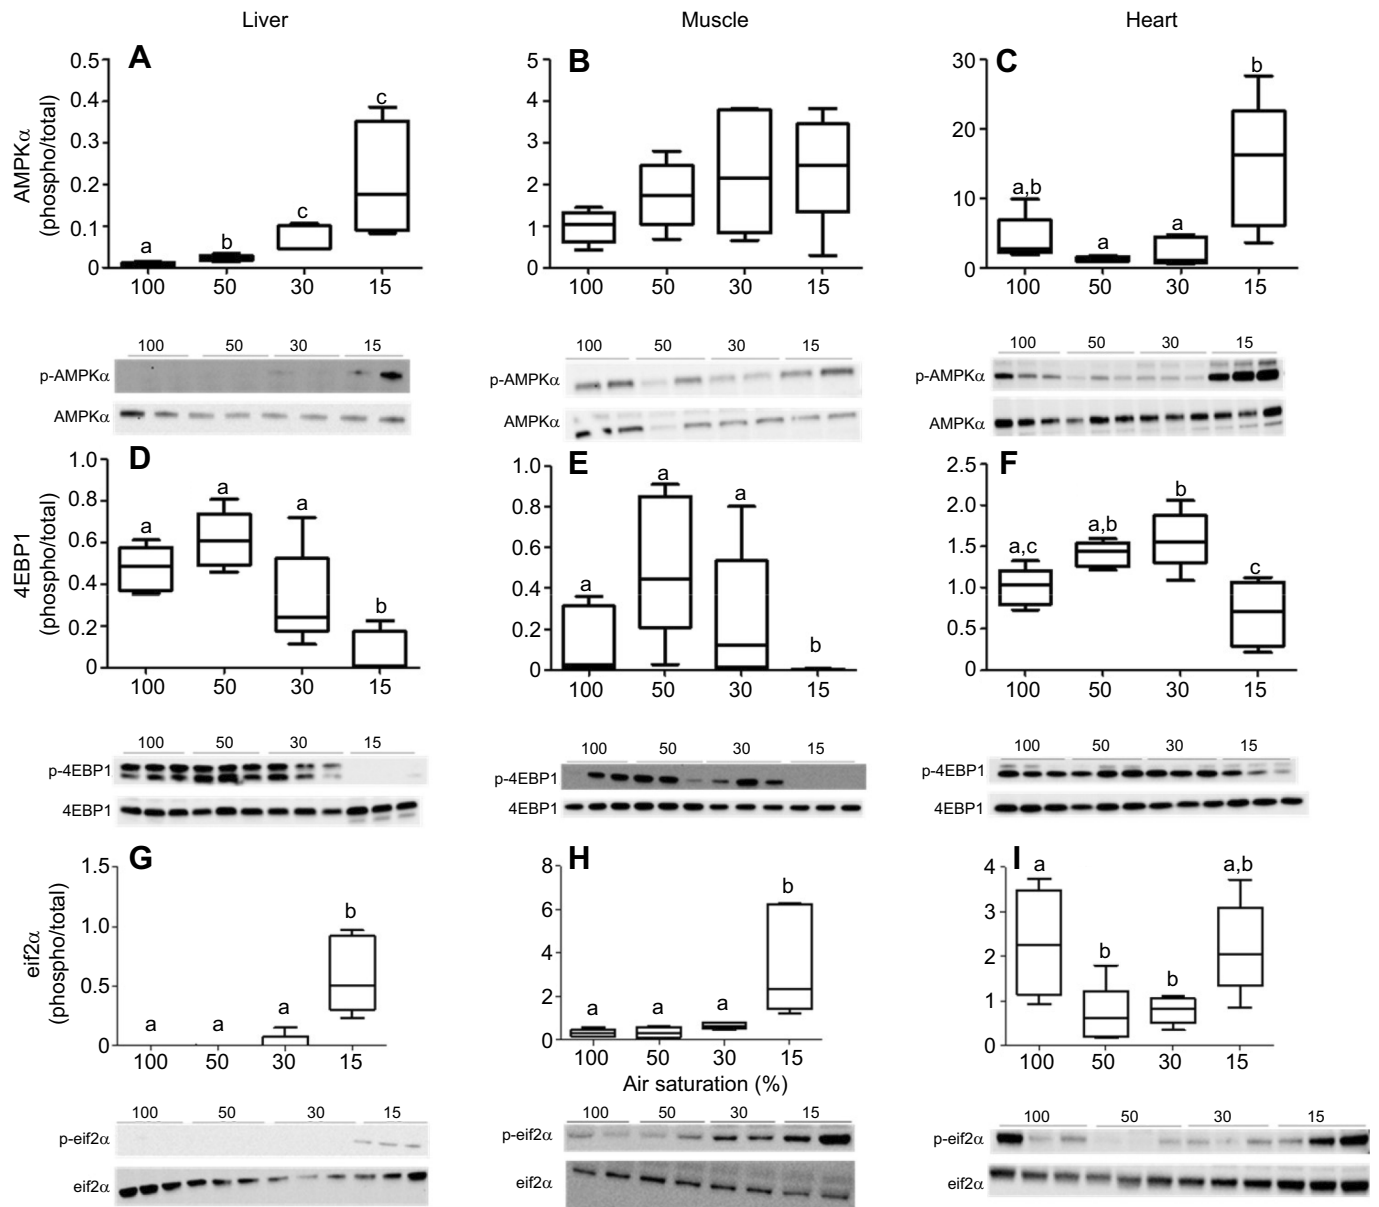 Liver Muscle Heart
A B C
AMPKα
(phospho/total)
0.5
0.4
0.3
0.2
0.1
0
a b c c
100 50 30 15
5
4
3
2
1
0
100 50 30 15
30
20
10
0
a,b a a b
100 50 30 15
100 50 30 15
p-AMPKα
AMPKα
100 50 30 15
p-AMPKα
AMPKα
100 50 30 15
p-AMPKα
AMPKα
D E F
4EBP1
(phospho/total)
1.0
0.8
0.6
0.4
0.2
0
a a a b
100 50 30 15
1.0
0.8
0.6
0.4
0.2
0
a a a b
100 50 30 15
2.5
2.0
1.5
1.0
0.5
0
a,c a,b b c
100 50 30 15
100 50 30 15
p-4EBP1
4EBP1
100 50 30 15
p-4EBP1
4EBP1
100 50 30 15
p-4EBP1
4EBP1
G H I
eif2α
(phospho/total)
1.5
1.0
0.5
0
a a a b
100 50 30 15
8
6
4
2
0
a a a b
100 50 30 15
Air saturation (%)
4
3
2
1
0
a b b a,b
100 50 30 15
100 50 30 15
p-eif2α
eif2α
100 50 30 15
p-eif2α
eif2α
100 50 30 15
p-eif2α
eif2α